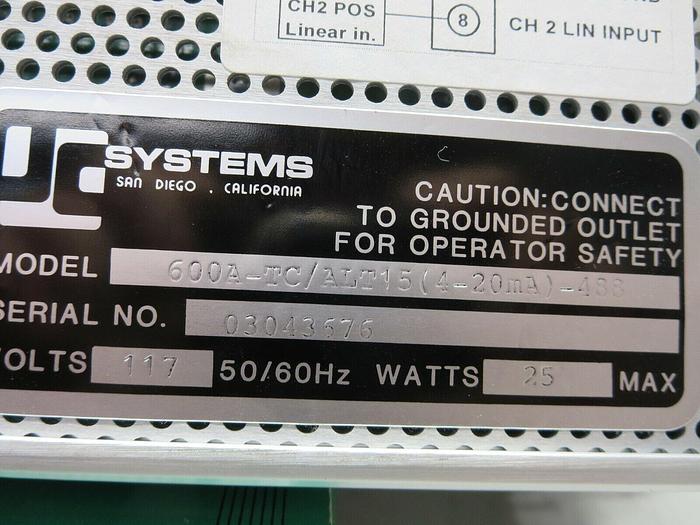 CH2 POS
Linear in.
8
CH 2 LIN INPUT
SYSTEMS
SAN DIEGO . CALIFORNIA
CAUTION:CONNECT
TO GROUNDED OUTLET
FOR OPERATOR SAFETY
MODEL 600A-TC/ALT15(4-20mA)-488
SERIAL NO. 03043676
VOLTS 117 50/60Hz WATTS 25 MAX